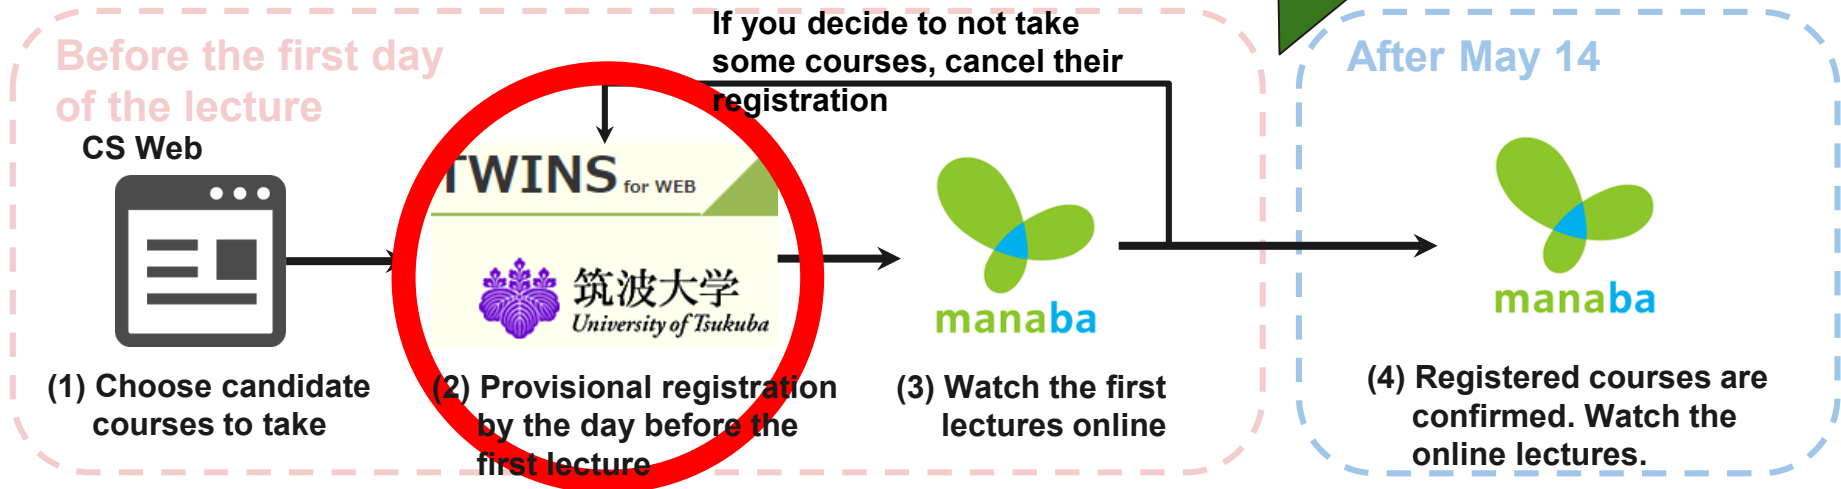 Before the first day
of the lecture
If you decide to not take
some courses, cancel their
registration
After May 14
CS Web
TWINS for WEB
筑波大学
University of Tsukuba
manaba
manaba
(1) Choose candidate
courses to take
(2) Provisional registration
by the day before the
first lecture
(3) Watch the first
lectures online
(4) Registered courses are
confirmed. Watch the
online lectures.